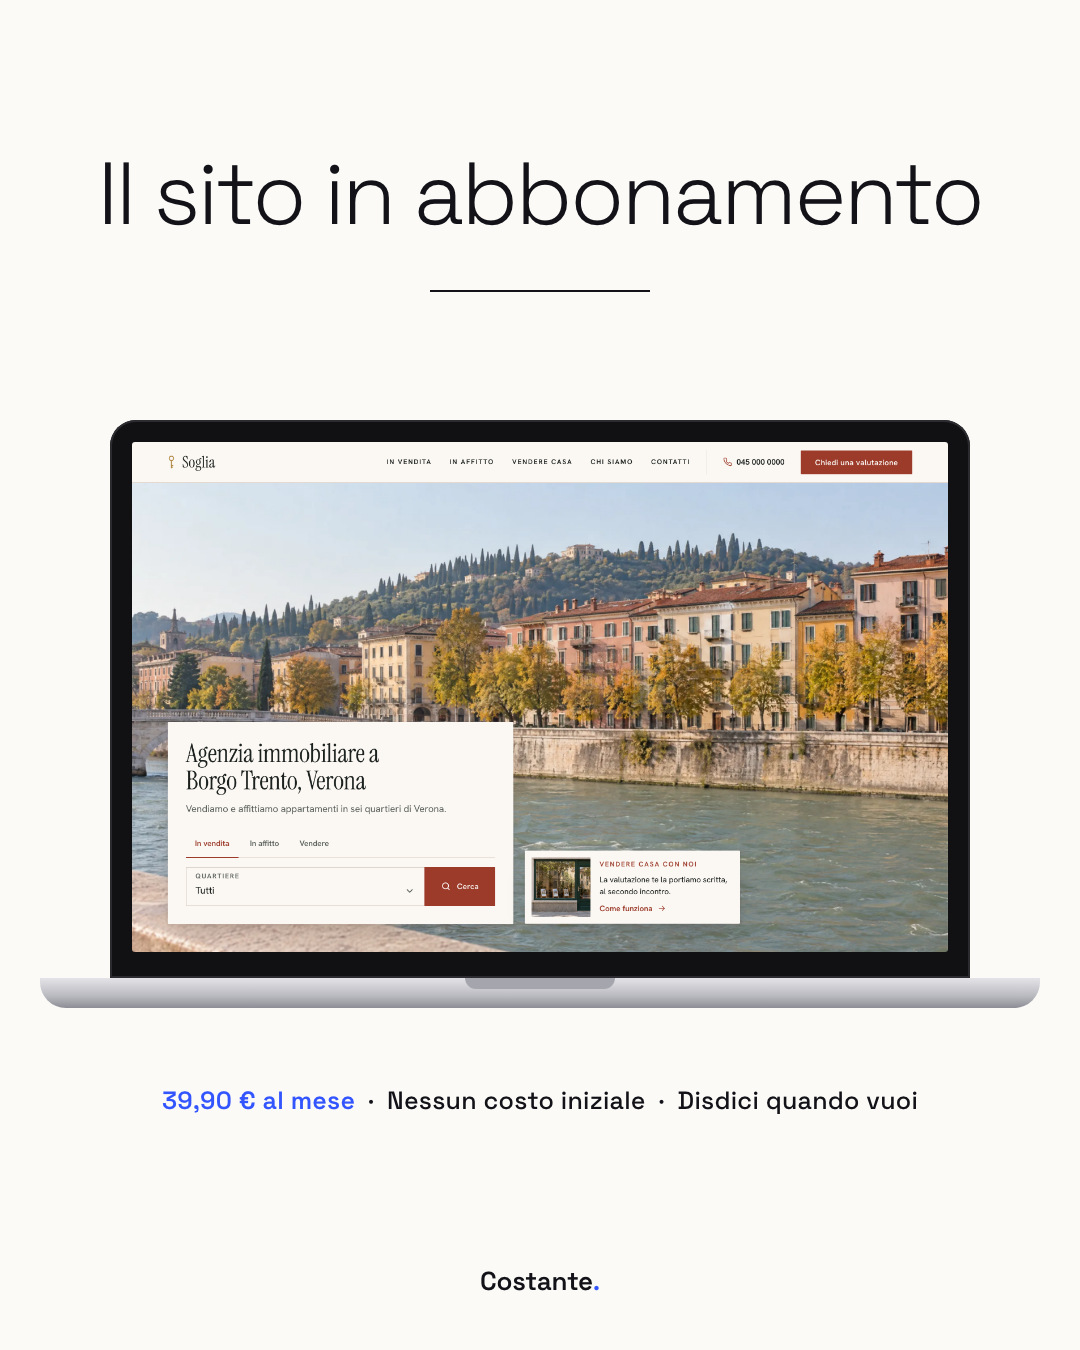 Il sito in abbonamento
Soglia
IN VENDITA IN AFFITTO VENDERE CASA CHI SIAMO CONTATTI 045 000 0000 Chiedi una valutazione
Agenzia immobiliare a
Borgo Trento, Verona
Vendiamo e affittiamo appartamenti in sei quartieri di Verona.
In vendita In affitto Vendere
QUARTIERE
Tutti
Cerca
VENDERE CASA CON NOI
La valutazione te la portiamo scritta,
al secondo incontro.
Come funziona →
39,90 € al mese · Nessun costo iniziale · Disdici quando vuoi
Costante.